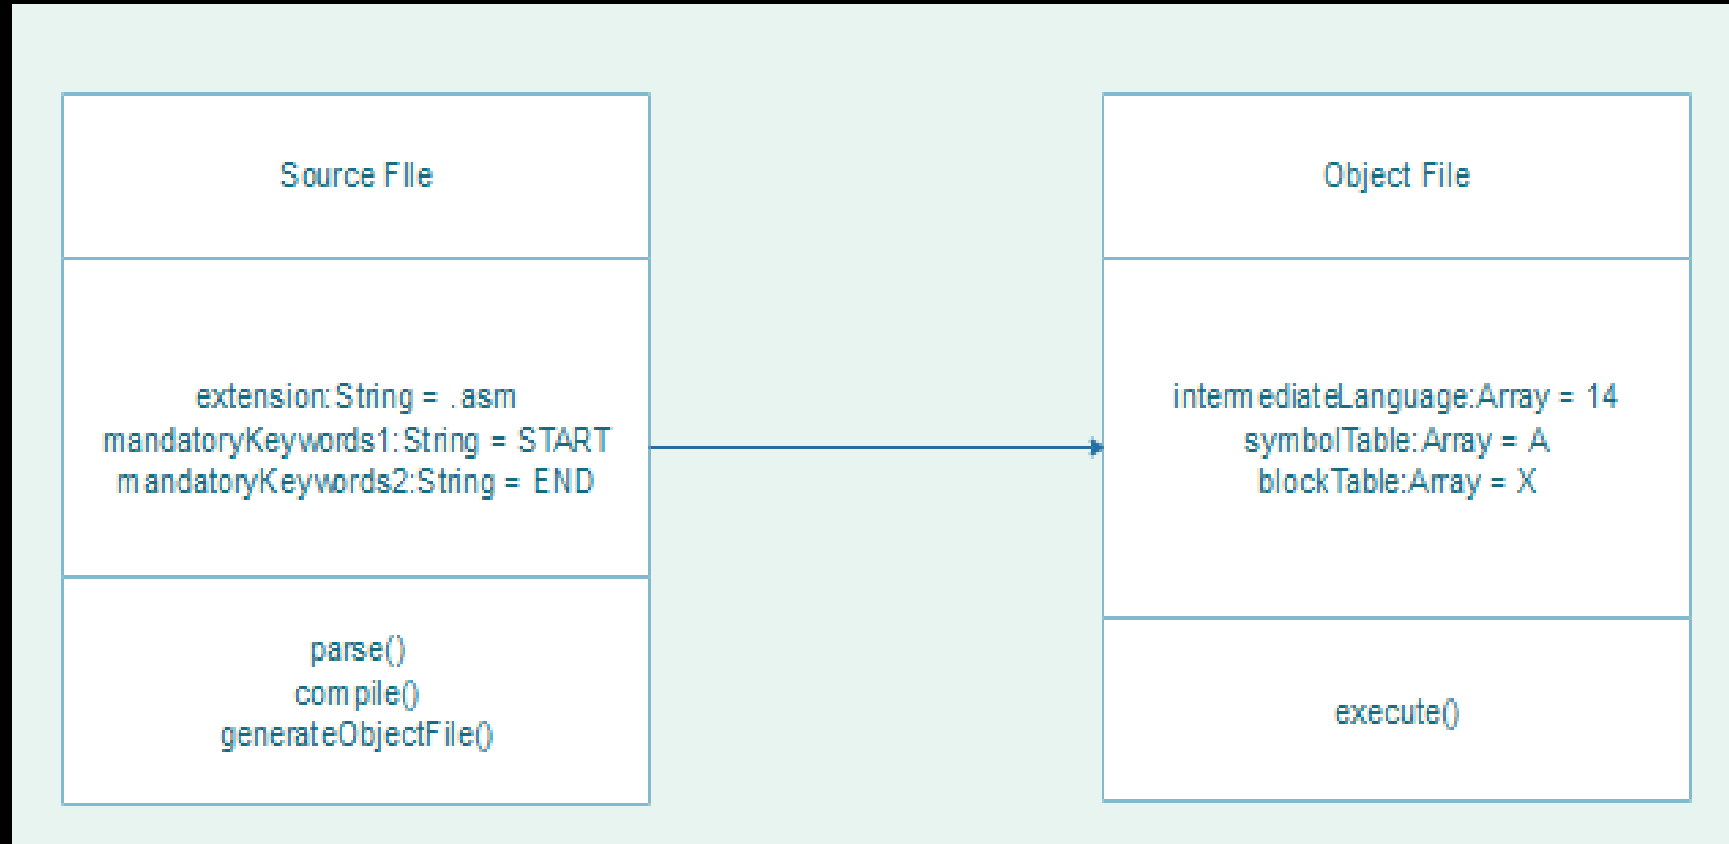 Source FIle
extension:String = .asm
mandatoryKeywords1:String = START
mandatoryKeywords2:String = END
parse()
compile()
generateObjectFile()
Object File
intermediateLanguage:Array = 14
symbolTable:Array = A
blockTable:Array = X
execute()